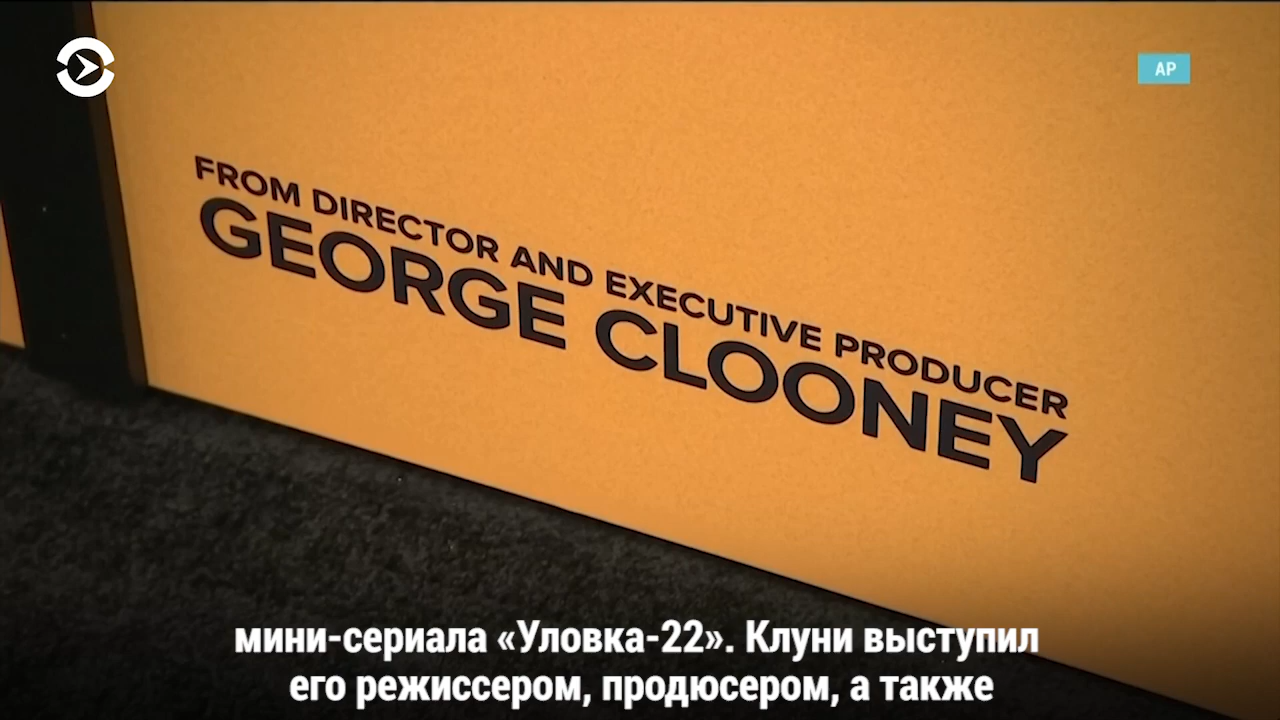 AP
FROM DIRECTOR AND EXECUTIVE PRODUCER
GEORGE CLOONEY
мини-сериала «Уловка-22». Клуни выступил
его режиссером, продюсером, а также